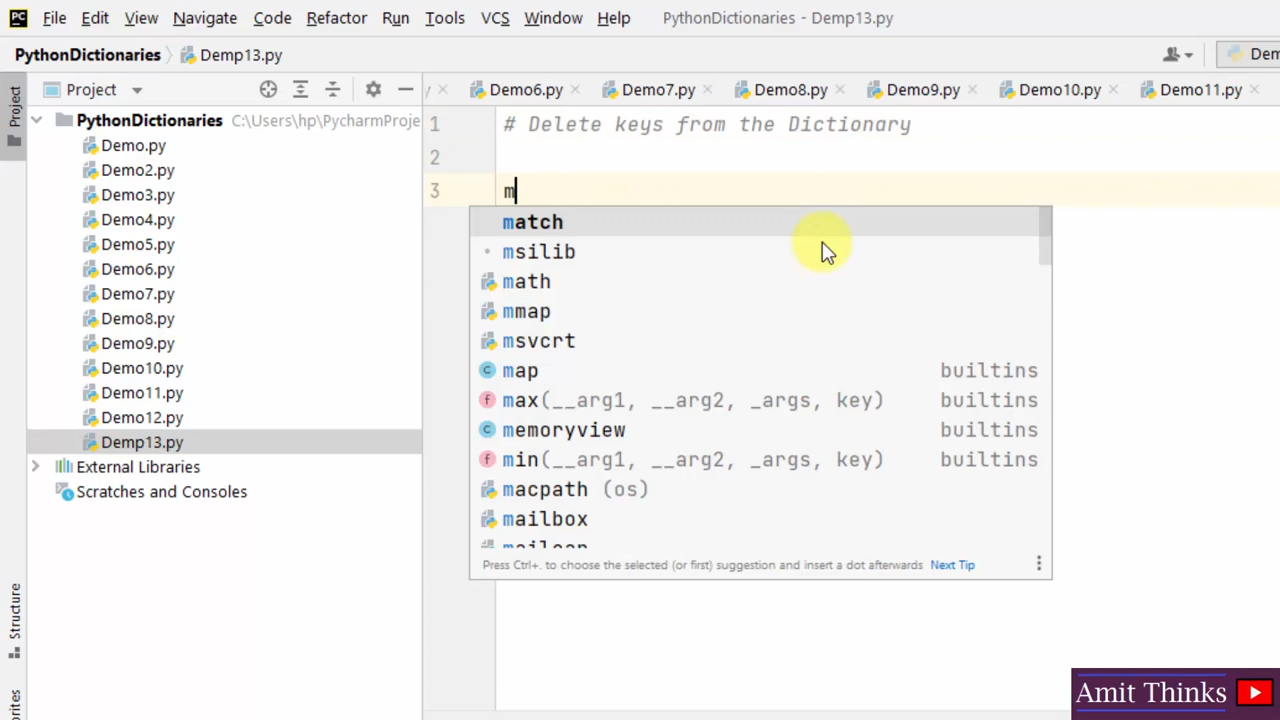 PC File Edit View Navigate Code Refactor Run Tools VCS Window Help PythonDictionaries - Demp13.py
PythonDictionaries Demp13.py
Project
Demo6.py Demo7.py Demo8.py Demo9.py Demo10.py Demo11.py
Project
PythonDictionaries C:\Users\hp\PycharmProje
Demo.py
Demo2.py
Demo3.py
Demo4.py
Demo5.py
Demo6.py
Demo7.py
Demo8.py
Demo9.py
Demo10.py
Demo11.py
Demo12.py
Demp13.py
External Libraries
Scratches and Consoles
Structure
1 # Delete keys from the Dictionary
2
3 m
match
msilib
math
mmap
msvcrt
map builtins
max(__arg1, __arg2, _args, key) builtins
memoryview builtins
min(__arg1, __arg2, _args, key) builtins
macpath (os)
mailbox
mailcap
Press Ctrl+. to choose the selected (or first) suggestion and insert a dot afterwards Next Tip
Amit Thinks